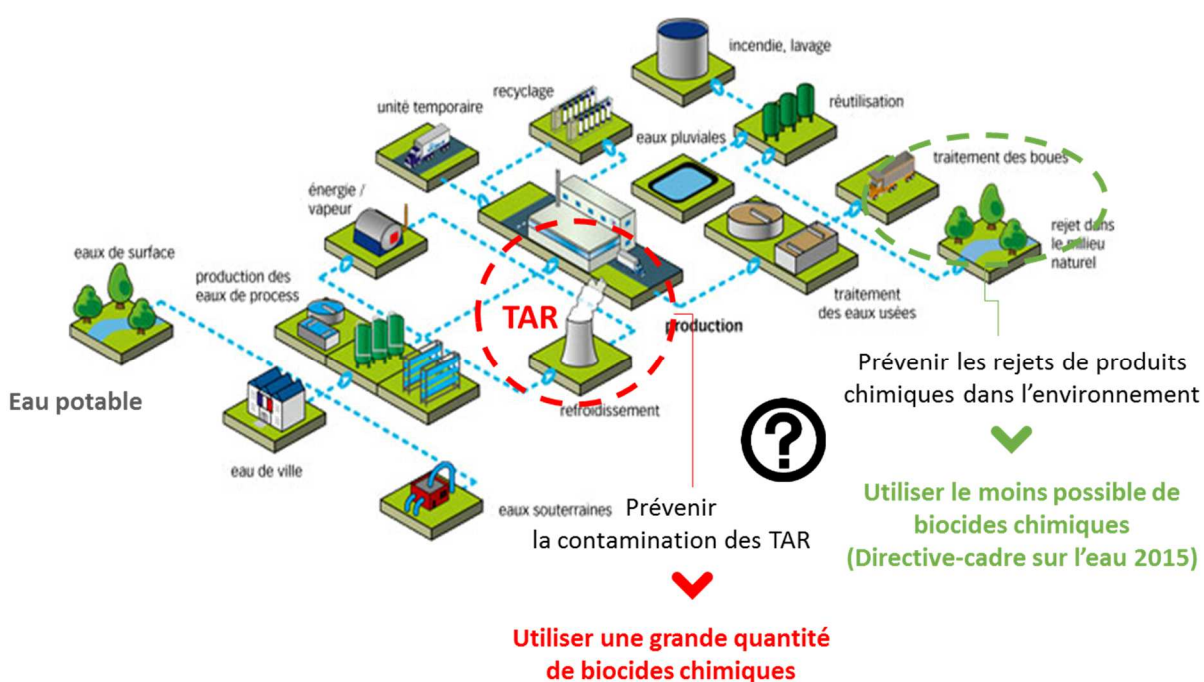 incendie, lavage
recyclage
unité temporaire
réutilisation
eaux pluviales
traitement des boues
énergie /
vapeur
rejet dans
le milieu
naturel
eaux de surface
production des
eaux de process
traitement
des eaux usées
TAR
production
refroidissement
Eau potable
eau de ville
eaux souterraines
?
Prévenir les rejets de produits
chimiques dans l’environnement
Utiliser le moins possible de
biocides chimiques
(Directive-cadre sur l’eau 2015)
Prévenir
la contamination des TAR
Utiliser une grande quantité
de biocides chimiques